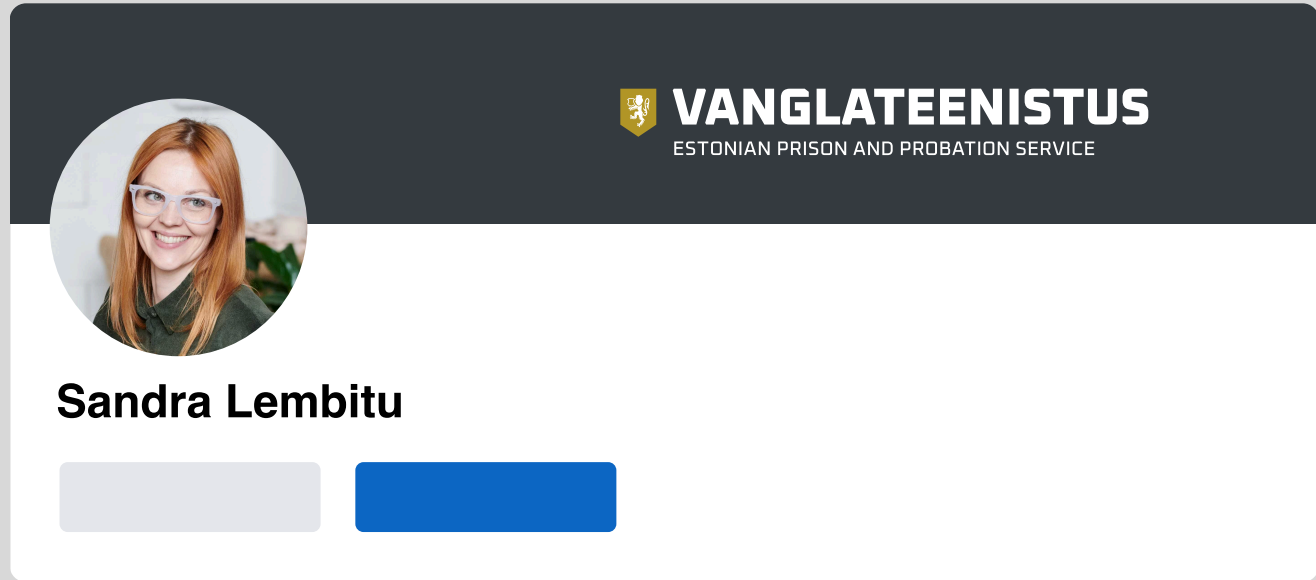 VANGLATEENISTUS
ESTONIAN PRISON AND PROBATION SERVICE
Sandra Lembitu